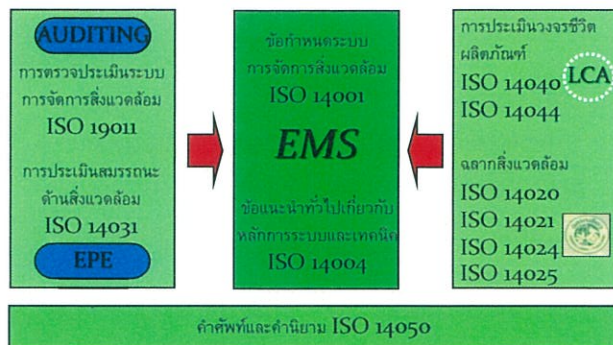 AUDITING
การตรวจประเมินระบบ
การจัดการสิ่งแวดล้อม
ISO 19011
การประเมินสมรรถนะ
ด้านสิ่งแวดล้อม
ISO 14031
EPE
ข้อกำหนดระบบ
การจัดการสิ่งแวดล้อม
ISO 14001
EMS
ข้อแนะนำทั่วไปเกี่ยวกับ
หลักการระบบและเทคนิค
ISO 14004
การประเมินวงจรชีวิต
ผลิตภัณฑ์
ISO 14040
LCA
ISO 14044
ฉลากสิ่งแวดล้อม
ISO 14020
ISO 14021
ISO 14024
ISO 14025
คำศัพท์และคำนิยาม ISO 14050